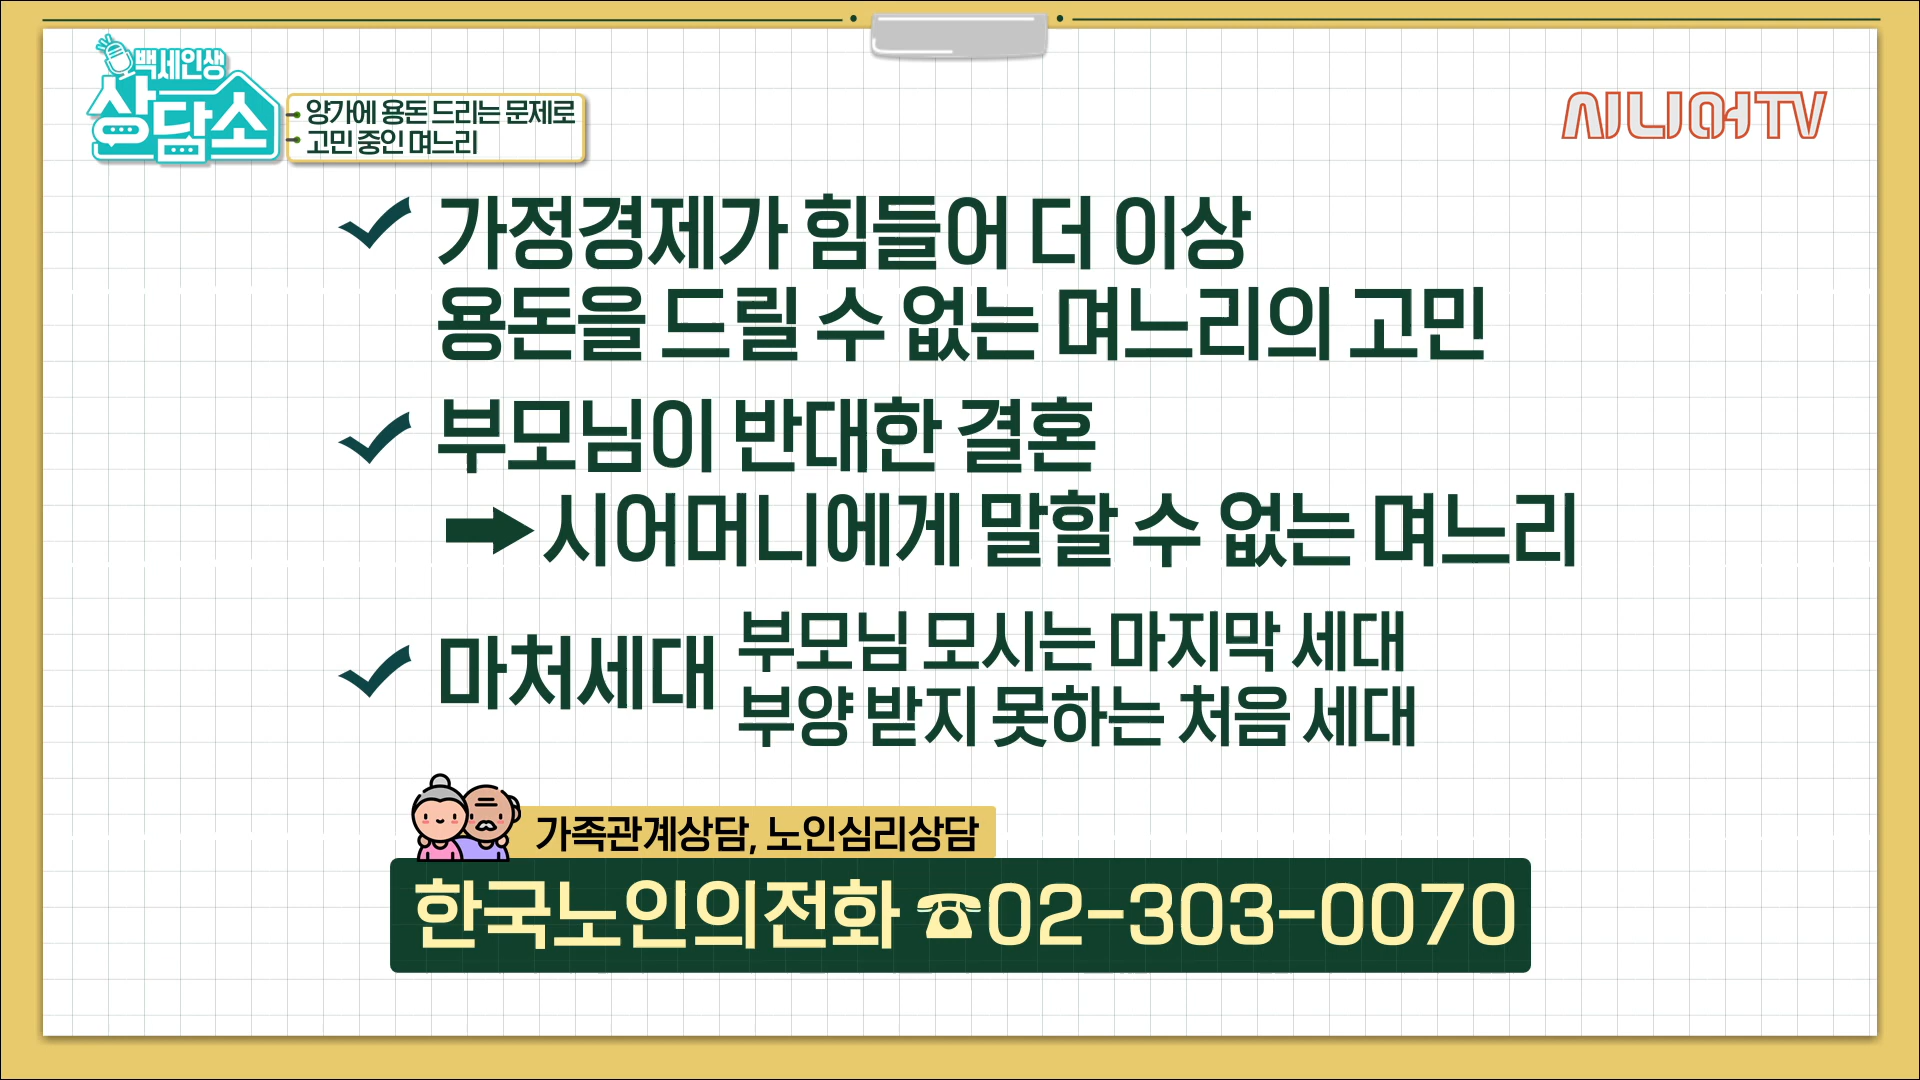 백세인생
상담소
양가에 용돈 드리는 문제로
고민 중인 며느리
시니어TV
가정경제가 힘들어 더 이상
용돈을 드릴 수 없는 며느리의 고민
부모님이 반대한 결혼
➡시어머니에게 말할 수 없는 며느리
마처세대
부모님 모시는 마지막 세대
부양 받지 못하는 처음 세대
가족관계상담, 노인심리상담
한국노인의전화 ☎02-303-0070